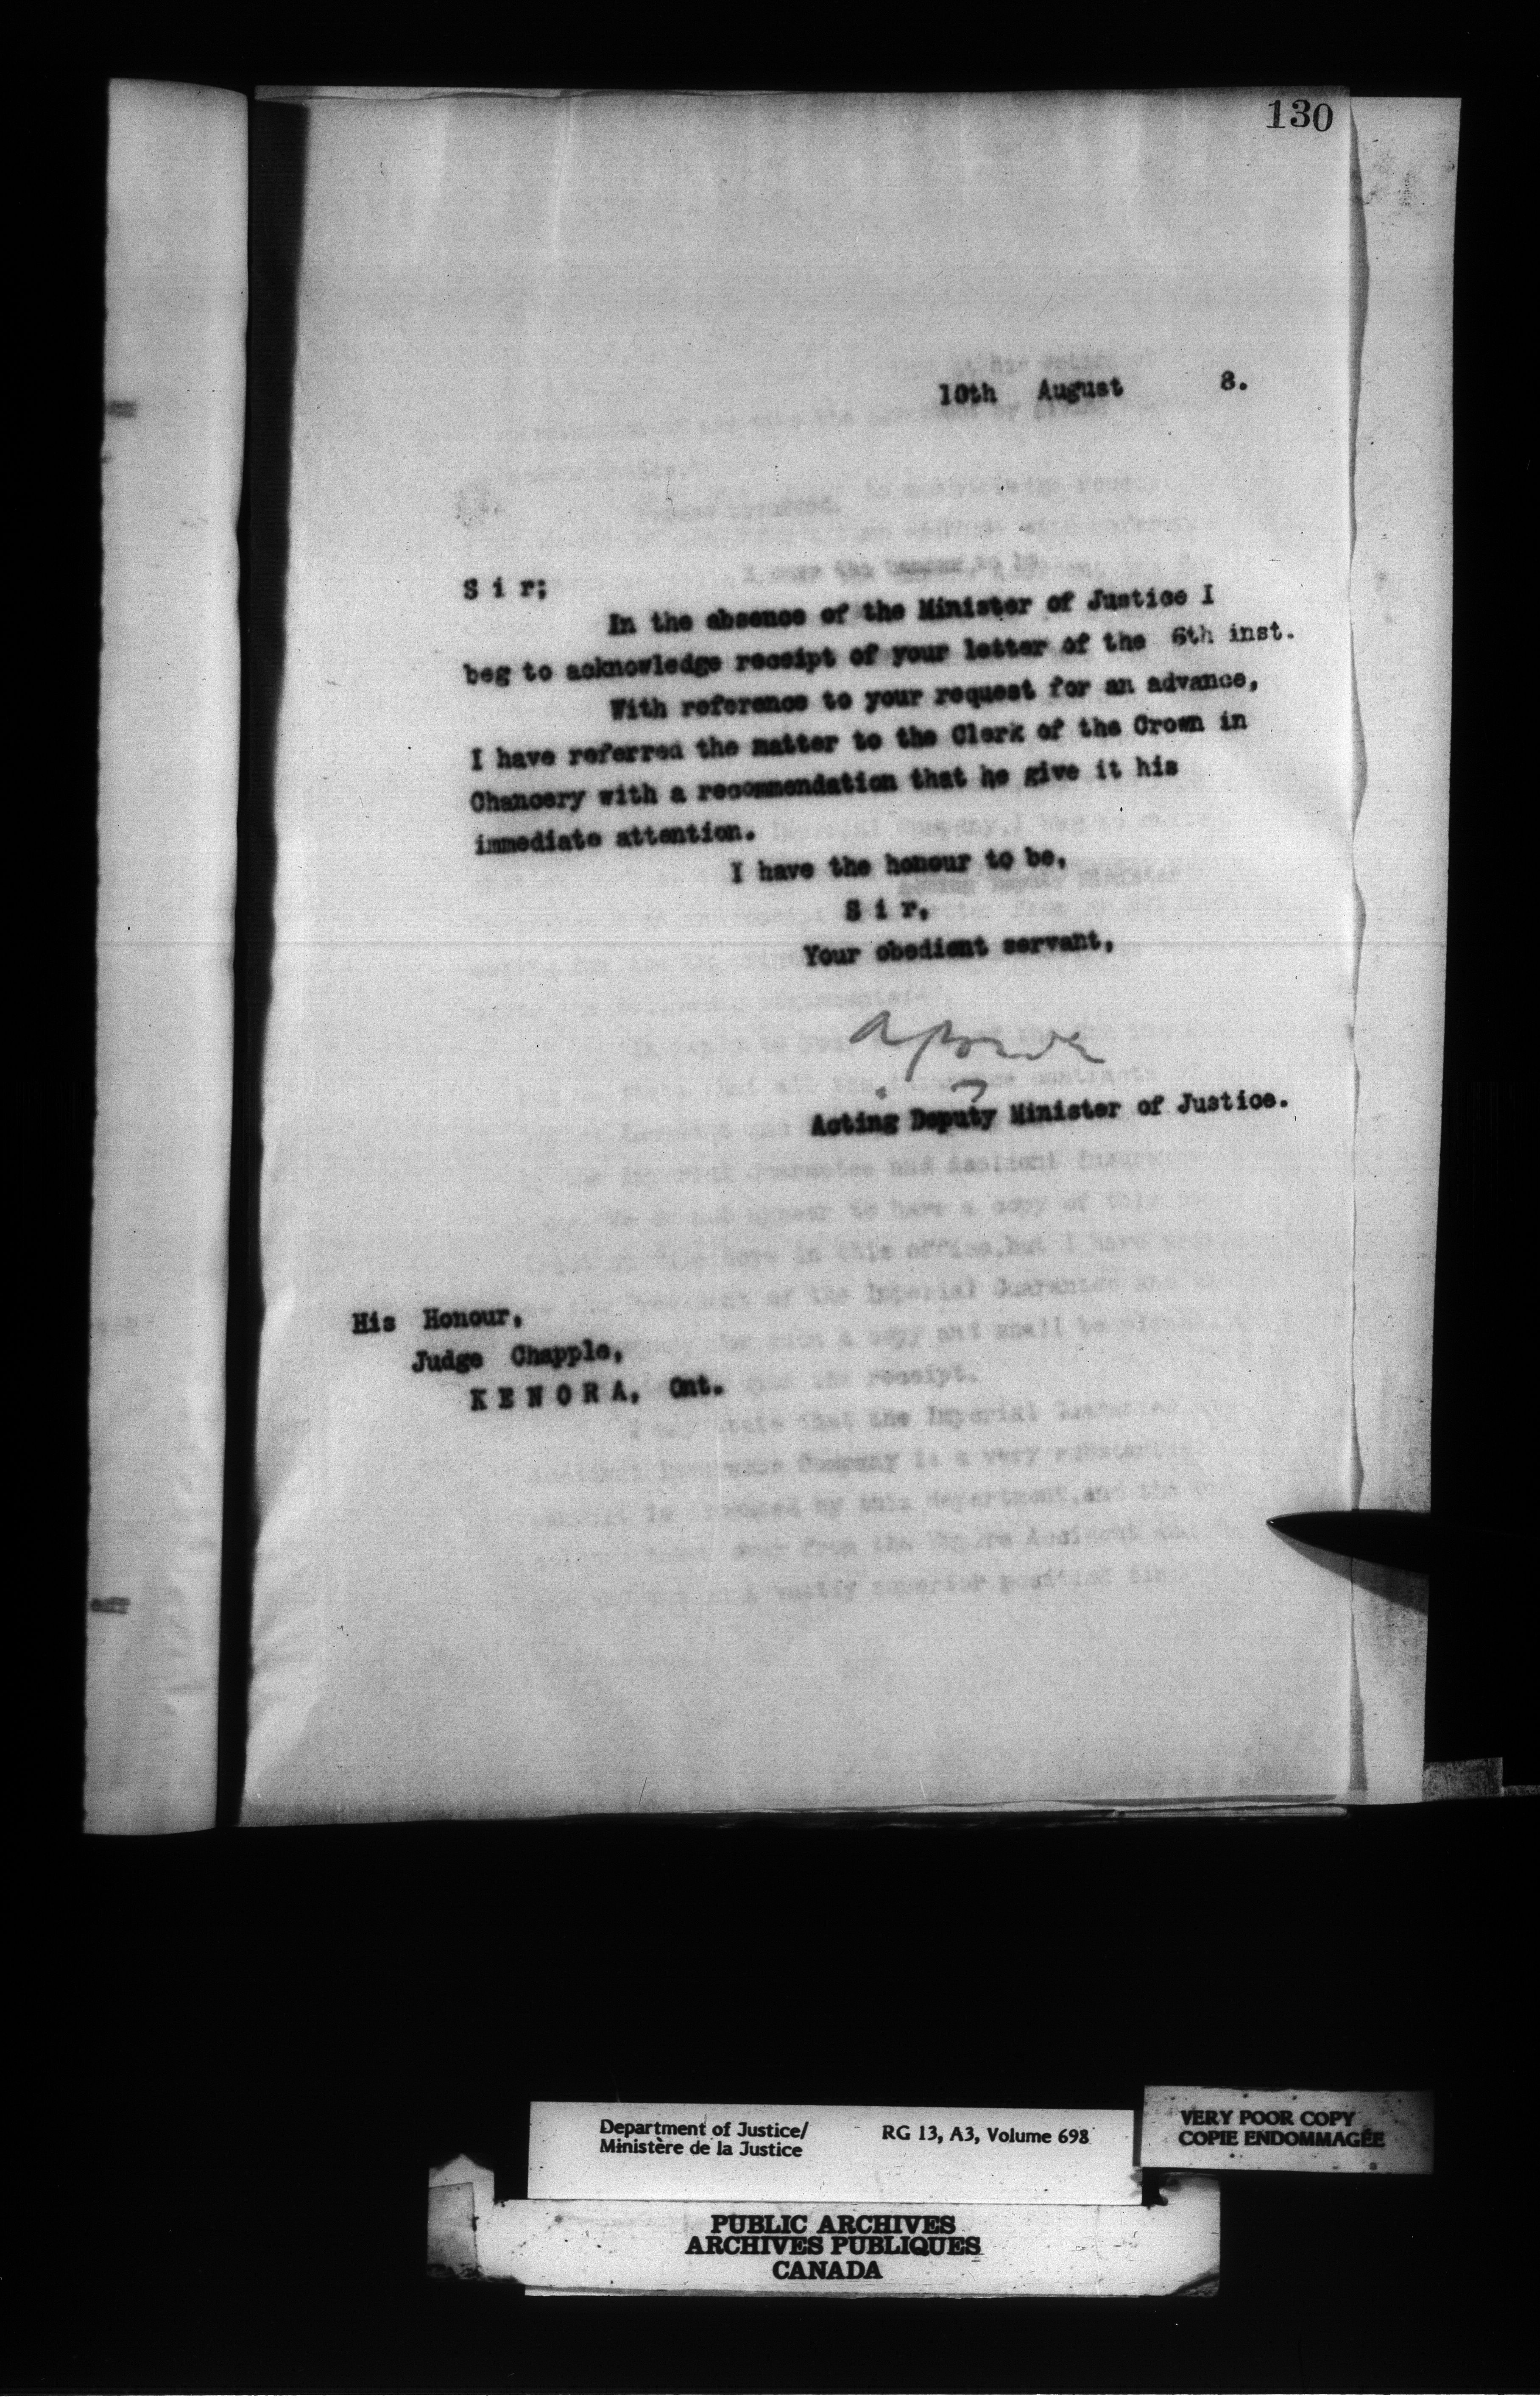 130
10th August 8.
S i r;
In the absence of the Minister of Justice I
beg to acknowledge receipt of your letter of the 6th inst.
With reference to your request for an advance,
I have referred the matter to the Clerk of the Crown in
Chancery with a recommendation that he give it his
immediate attention.
I have the honour to be,
S i r,
Your obedient servant,
Acting Deputy Minister of Justice.
His Honour,
Judge Chapple,
K E N O R A, Ont.
Department of Justice/
Ministère de la Justice
RG 13, A3, Volume 698
VERY POOR COPY
COPIE ENDOMMAGÉE
PUBLIC ARCHIVES
ARCHIVES PUBLIQUES
CANADA